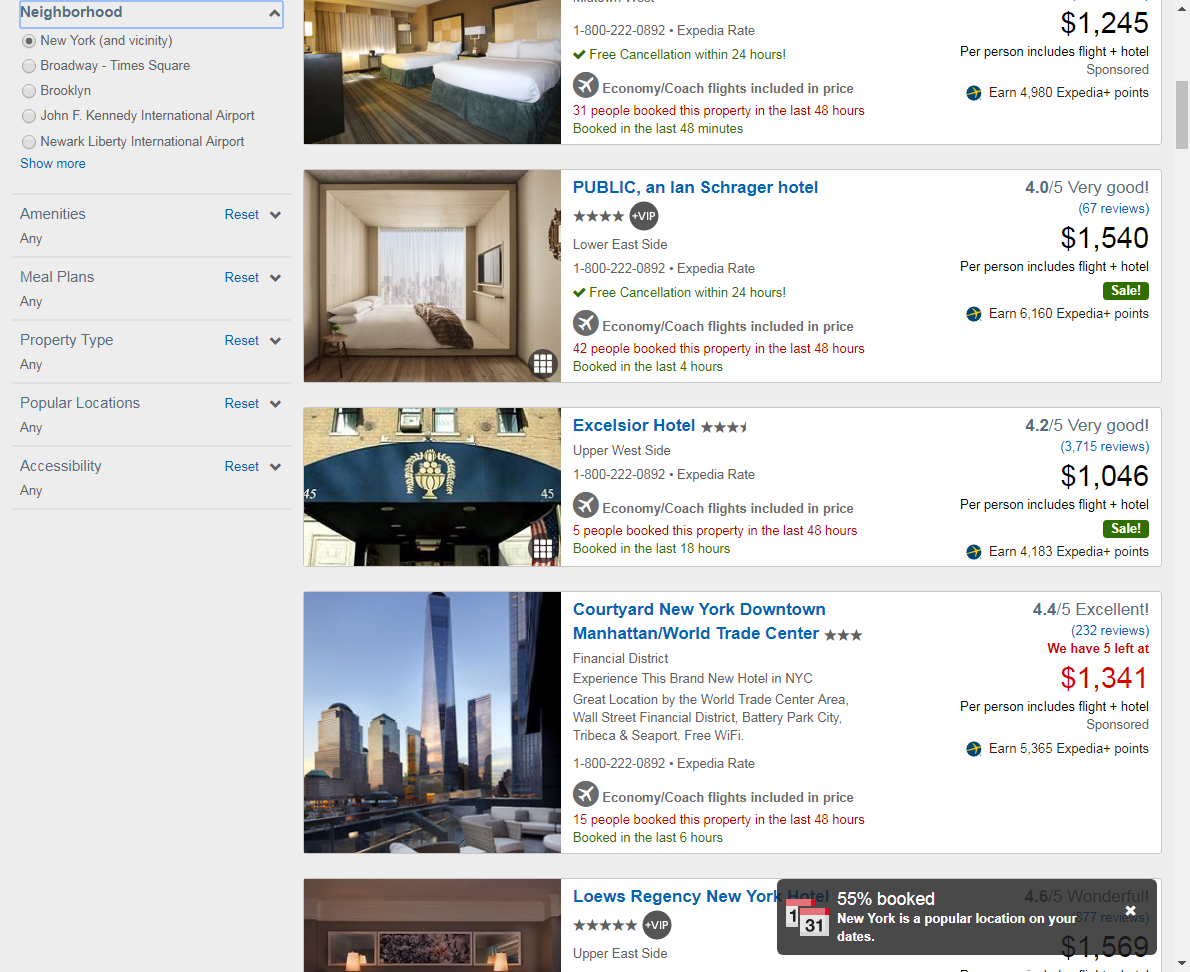 Neighborhood
New York (and vicinity)
Broadway - Times Square
Brooklyn
John F. Kennedy International Airport
Newark Liberty International Airport
Show more
Amenities Reset
Any
Meal Plans Reset
Any
Property Type Reset
Any
Popular Locations Reset
Any
Accessibility Reset
Any
$1,245
1-800-222-0892 • Expedia Rate
Per person includes flight + hotel
Free Cancellation within 24 hours!
Sponsored
Economy/Coach flights included in price
Earn 4,980 Expedia+ points
31 people booked this property in the last 48 hours
Booked in the last 48 minutes
PUBLIC, an Ian Schrager hotel
4.0/5 Very good!
+VIP
(67 reviews)
Lower East Side
$1,540
1-800-222-0892 • Expedia Rate
Per person includes flight + hotel
Free Cancellation within 24 hours!
Sale!
Economy/Coach flights included in price
Earn 6,160 Expedia+ points
42 people booked this property in the last 48 hours
Booked in the last 4 hours
45
45
Excelsior Hotel
4.2/5 Very good!
Upper West Side
(3,715 reviews)
1-800-222-0892 • Expedia Rate
$1,046
Per person includes flight + hotel
Economy/Coach flights included in price
Sale!
5 people booked this property in the last 48 hours
Booked in the last 18 hours
Earn 4,183 Expedia+ points
Courtyard New York Downtown
Manhattan/World Trade Center
4.4/5 Excellent!
(232 reviews)
We have 5 left at
Financial District
$1,341
Experience This Brand New Hotel in NYC
Great Location by the World Trade Center Area,
Wall Street Financial District, Battery Park City,
Tribeca & Seaport. Free WiFi.
Per person includes flight + hotel
Sponsored
1-800-222-0892 • Expedia Rate
Earn 5,365 Expedia+ points
Economy/Coach flights included in price
15 people booked this property in the last 48 hours
Booked in the last 6 hours
Loews Regency New York Hotel
4.6/5 Wonderful!
+VIP
Upper East Side
$1,569
1
31
55% booked
New York is a popular location on your
dates.